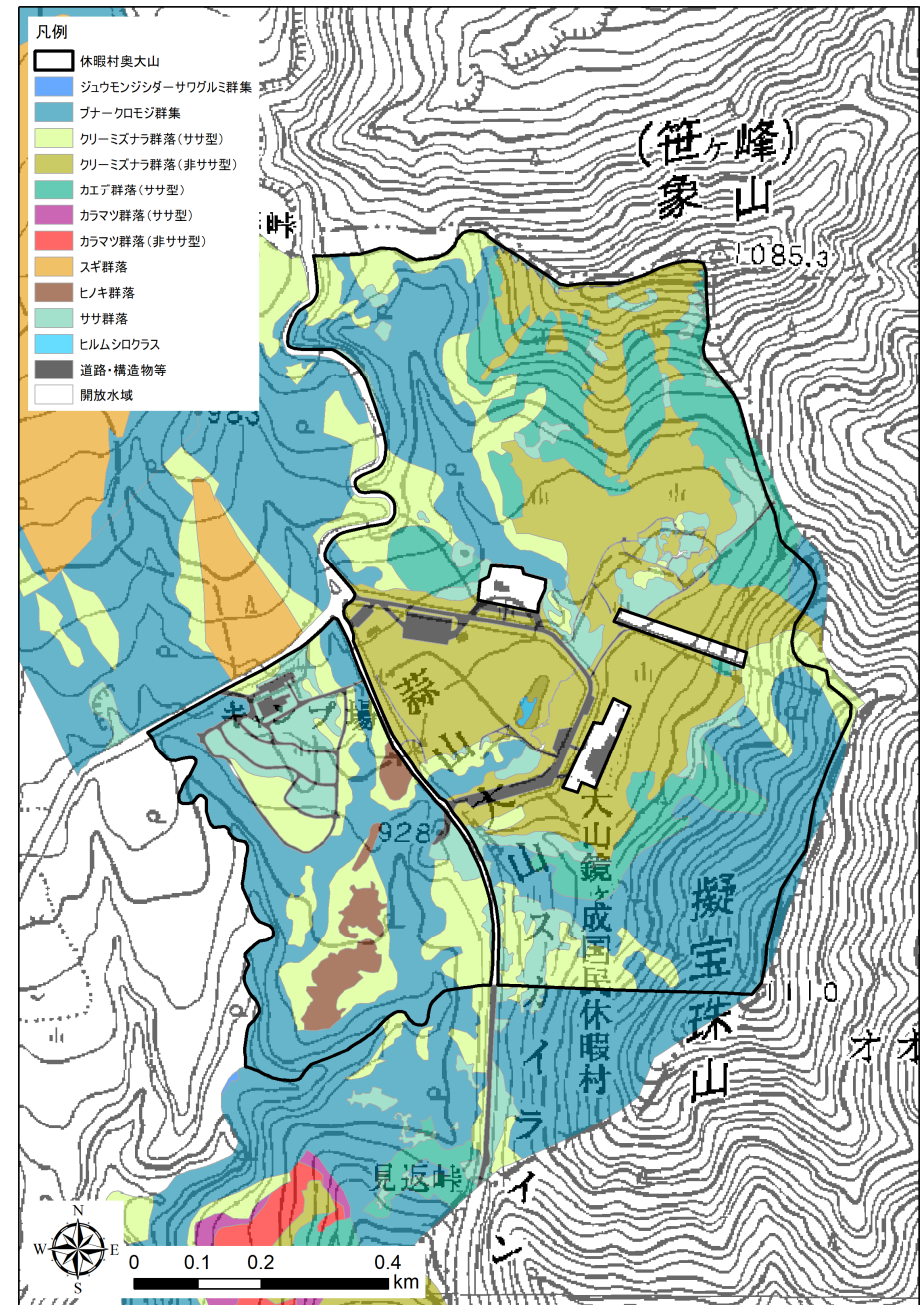 凡例
休暇村奥大山
ジュウモンジシダーサワグルミ群集
ブナークロモジ群集
クリーミズナラ群落(ササ型)
クリーミズナラ群落(非ササ型)
カエデ群落(ササ型)
カラマツ群落(ササ型)
カラマツ群落(非ササ型)
スギ群落
ヒノキ群落
ササ群落
ヒルムシロクラス
道路・構造物等
開放水域
(笹ヶ峰)
象山
1085.3
峠
983
キャンプ場
蒜山大山スカイライン
928
大山鏡ヶ成国民休暇村
擬宝珠山
1110
オオ
見返峠
N
W
E
S
0
0.1
0.2
0.4
km